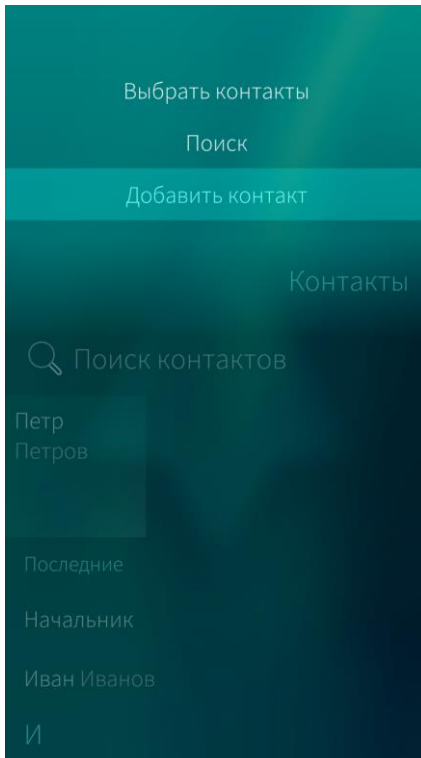 Выбрать контакты
Поиск
Добавить контакт
Контакты
Поиск контактов
Петр
Петров
Последние
Начальник
Иван Иванов
И